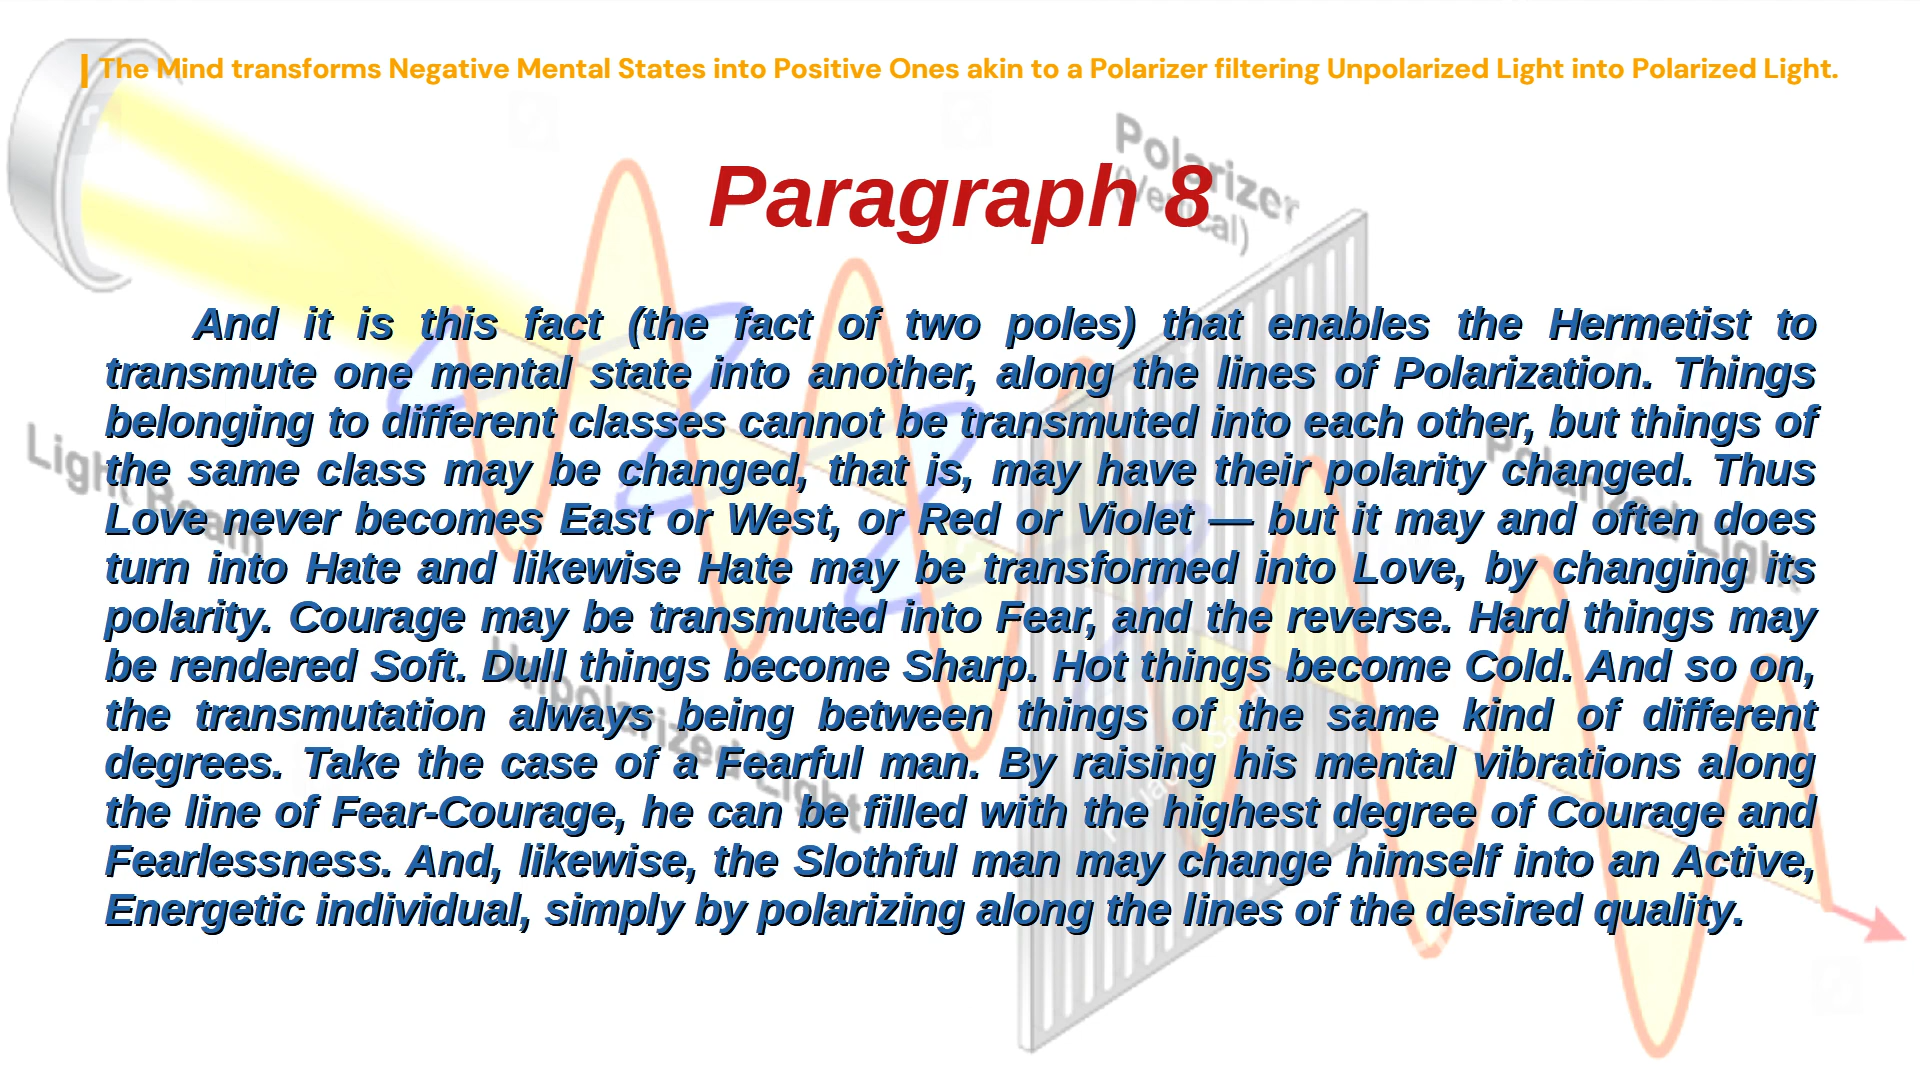 The Mind transforms Negative Mental States into Positive Ones akin to a Polarizer filtering Unpolarized Light into Polarized Light.
Polarizer
(Vertical)
Paragraph 8
And it is this fact (the fact of two poles) that enables the Hermetist to
transmute one mental state into another, along the lines of Polarization. Things
belonging to different classes cannot be transmuted into each other, but things of
the same class may be changed, that is, may have their polarity changed. Thus
Love never becomes East or West, or Red or Violet — but it may and often does
turn into Hate and likewise Hate may be transformed into Love, by changing its
polarity. Courage may be transmuted into Fear, and the reverse. Hard things may
be rendered Soft. Dull things become Sharp. Hot things become Cold. And so on,
the transmutation always being between things of the same kind of different
degrees. Take the case of a Fearful man. By raising his mental vibrations along
the line of Fear-Courage, he can be filled with the highest degree of Courage and
Fearlessness. And, likewise, the Slothful man may change himself into an Active,
Energetic individual, simply by polarizing along the lines of the desired quality.
Light Beam
Unpolarized Light
Polarized Light